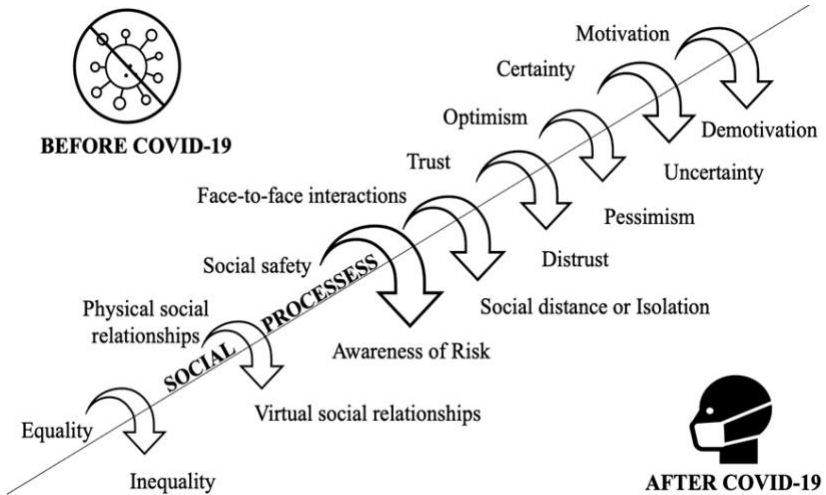 Motivation
Certainty
Optimism
Demotivation
BEFORE COVID-19
Trust
Uncertainty
Face-to-face interactions
Pessimism
Social safety
Distrust
SOCIAL PROCESSESS
Physical social
relationships
Social distance or Isolation
Awareness of Risk
Virtual social relationships
Equality
Inequality
AFTER COVID-19